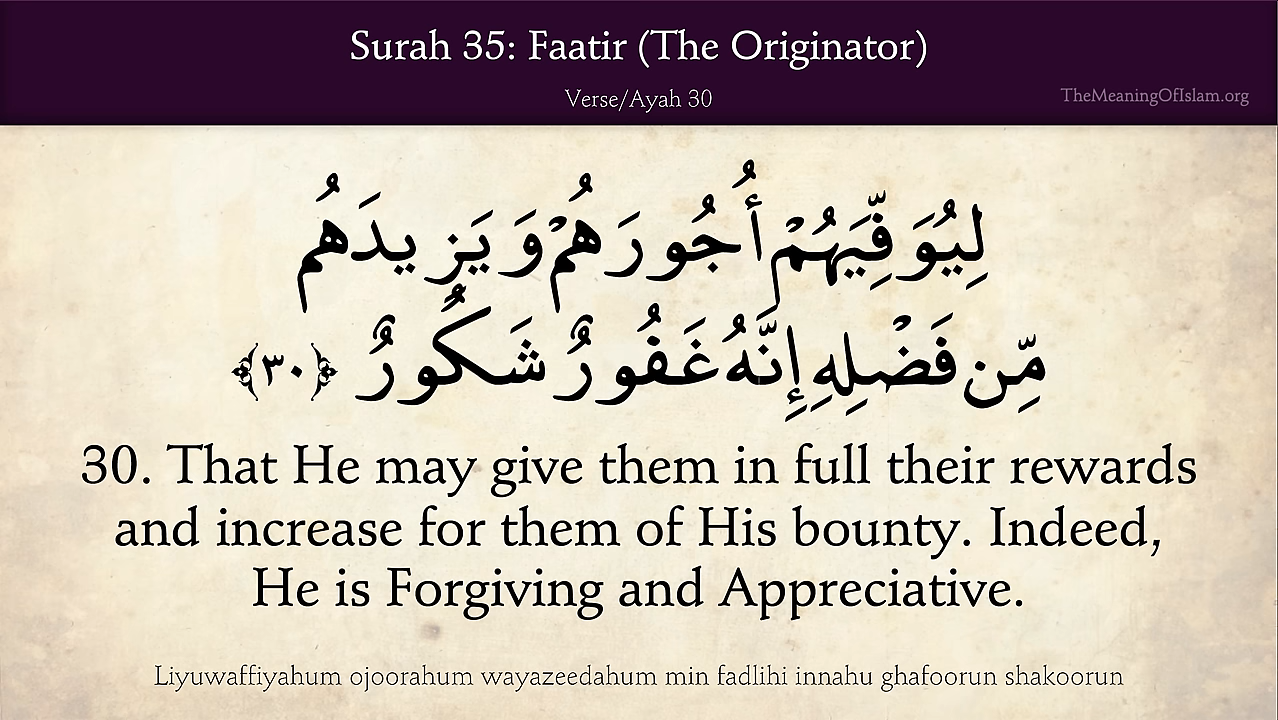 Surah 35: Faatir (The Originator)
Verse/Ayah 30
TheMeaningOfIslam.org
لِيُوَفِّيَهُمْ أُجُورَهُمْ وَيَزِيدَهُم
مِّن فَضْلِهِ إِنَّهُ غَفُورٌ شَكُورٌ ﴿٣٠﴾
30. That He may give them in full their rewards
and increase for them of His bounty. Indeed,
He is Forgiving and Appreciative.
Liyuwaffiyahum ojoorahum wayazeedahum min fadlihi innahu ghafoorun shakoorun